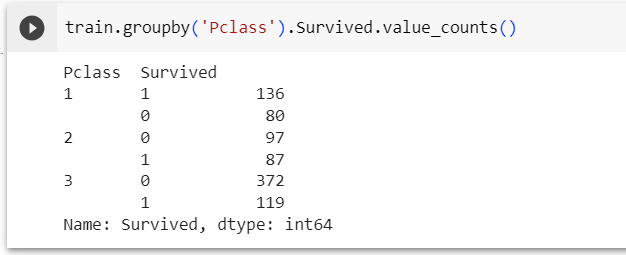 train.groupby('Pclass').Survived.value_counts()
Pclass  Survived
1       1           136
        0            80
2       0            97
        1            87
3       0           372
        1           119
Name: Survived, dtype: int64